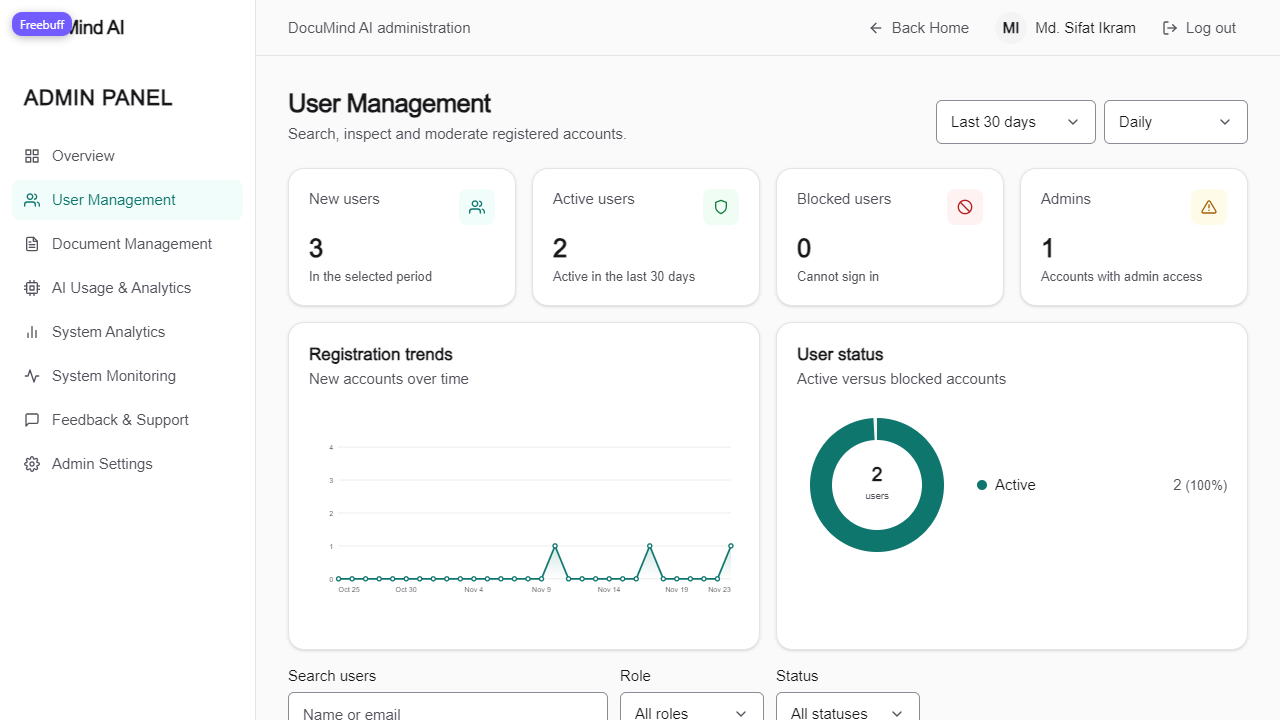 Freebuff
Mind AI
DocuMind AI administration
Back Home
MI
Md. Sifat Ikram
Log out
ADMIN PANEL
Overview
User Management
Document Management
AI Usage & Analytics
System Analytics
System Monitoring
Feedback & Support
Admin Settings
User Management
Search, inspect and moderate registered accounts.
Last 30 days
Daily
New users
3
In the selected period
Active users
2
Active in the last 30 days
Blocked users
0
Cannot sign in
Admins
1
Accounts with admin access
Registration trends
New accounts over time
4
3
2
1
0
Oct 25 Oct 30 Nov 4 Nov 9 Nov 14 Nov 19 Nov 23
User status
Active versus blocked accounts
2
users
Active
2 (100%)
Search users
Name or email
Role
All roles
Status
All statuses